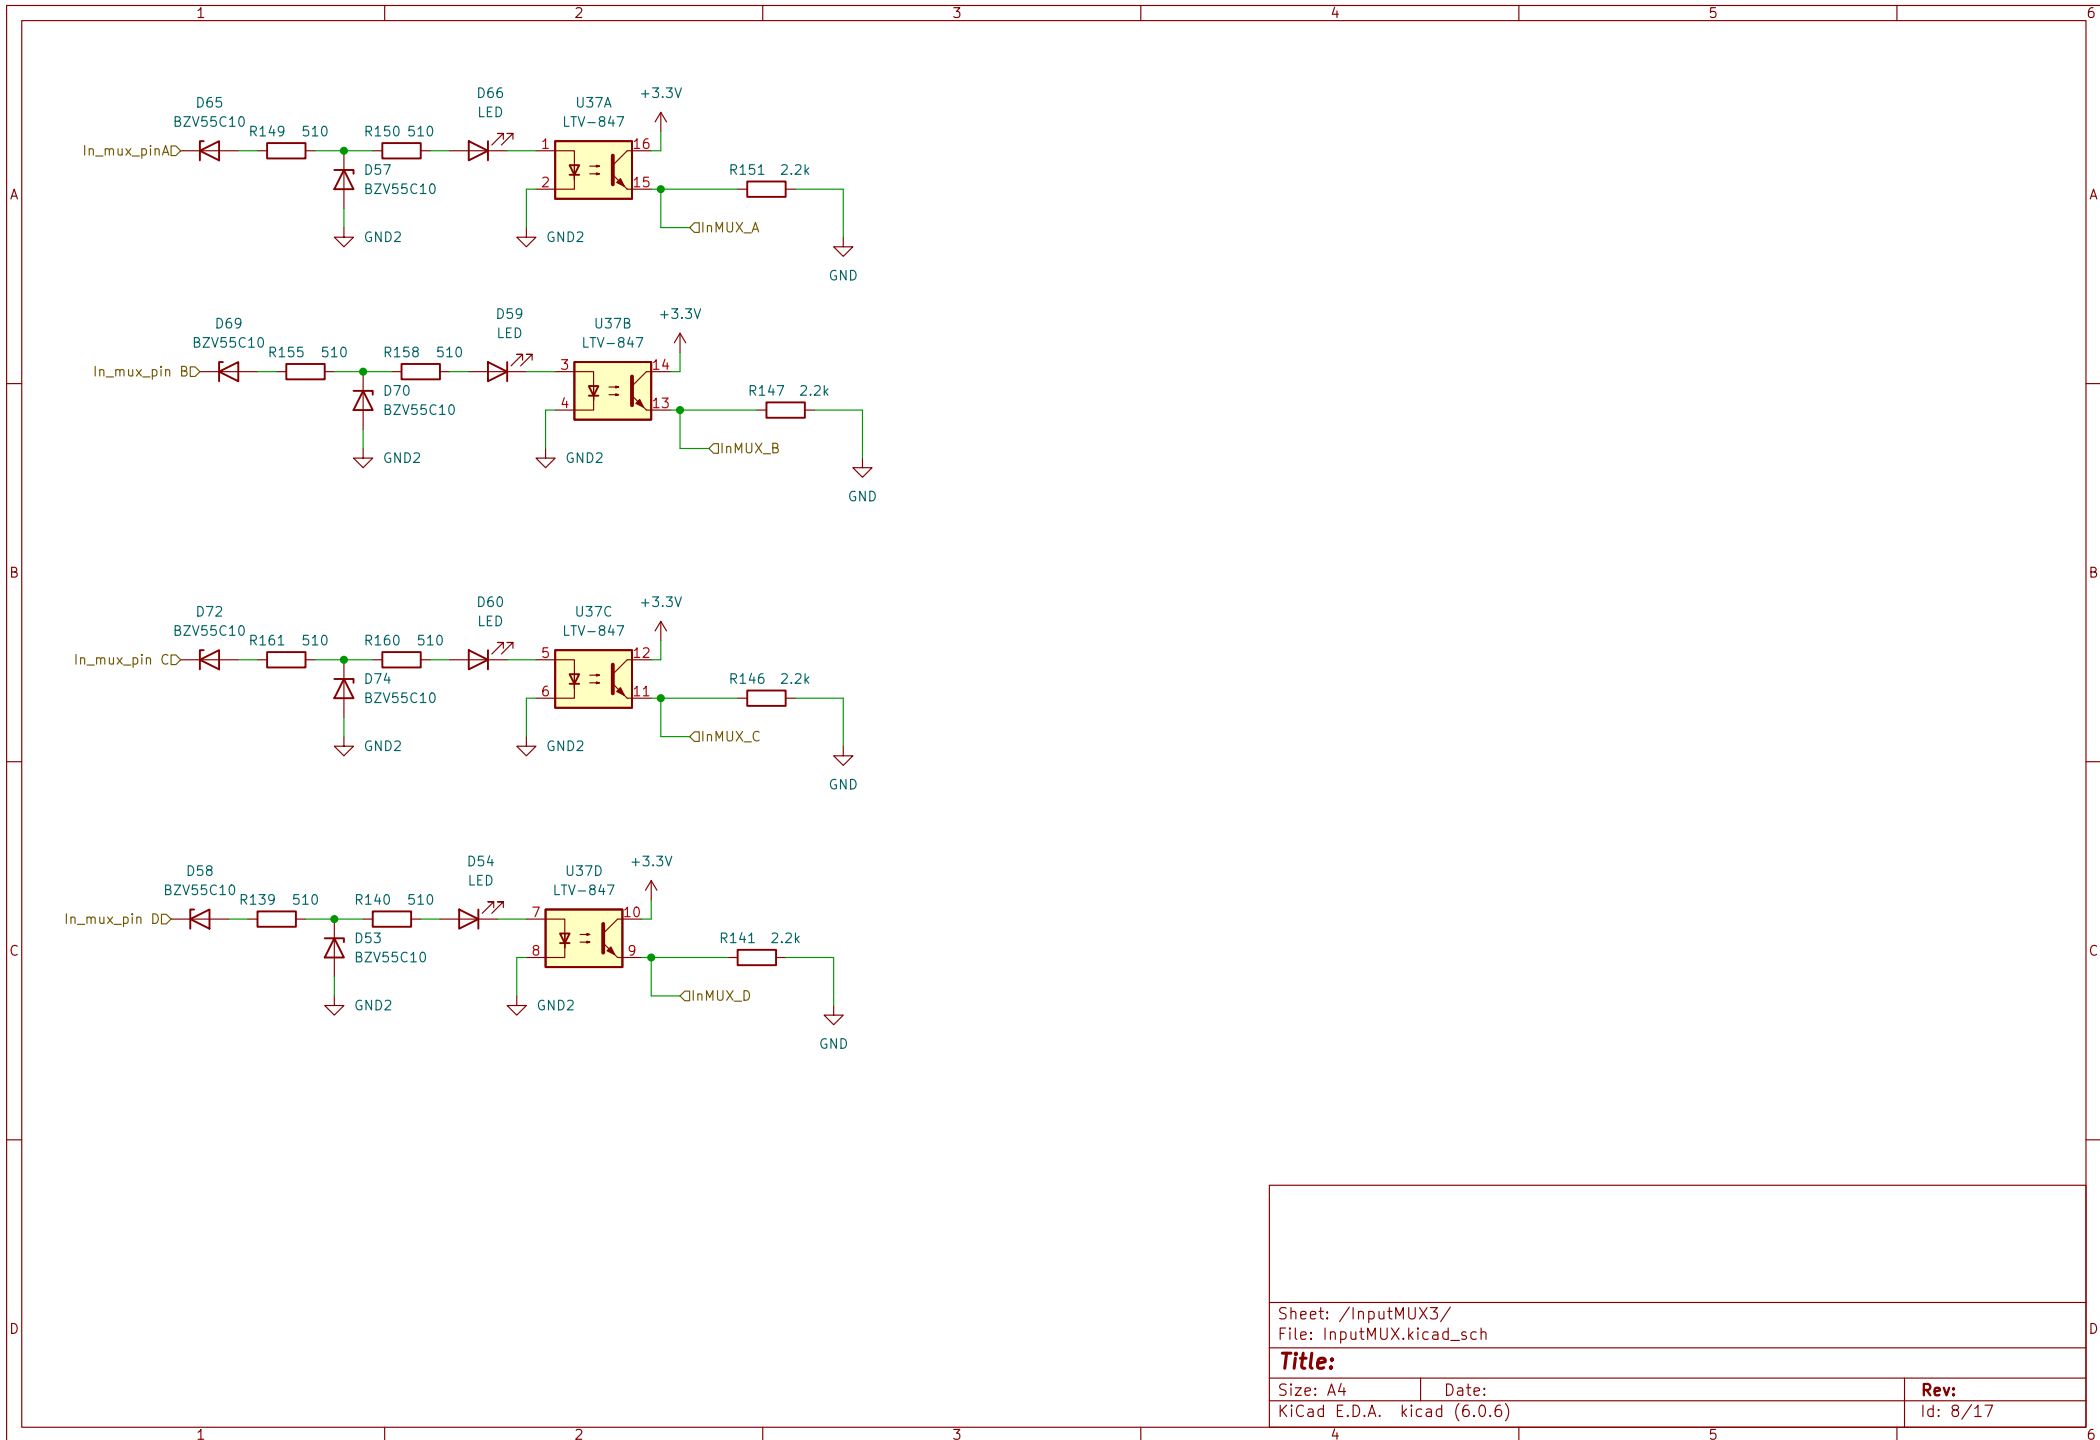 1 2 3 4 5 6
A A
B B
C C
D D
D65
BZV55C10
In_mux_pinA
R149 510
R150 510
D57
BZV55C10
GND2
D66
LED
U37A
LTV-847
1
2
16
15
GND2
+3.3V
R151 2.2k
InMUX_A
GND
D69
BZV55C10
In_mux_pin B
R155 510
R158 510
D70
BZV55C10
GND2
D59
LED
U37B
LTV-847
3
4
14
13
GND2
+3.3V
R147 2.2k
InMUX_B
GND
D72
BZV55C10
In_mux_pin C
R161 510
R160 510
D74
BZV55C10
GND2
D60
LED
U37C
LTV-847
5
6
12
11
GND2
+3.3V
R146 2.2k
InMUX_C
GND
D58
BZV55C10
In_mux_pin D
R139 510
R140 510
D53
BZV55C10
GND2
D54
LED
U37D
LTV-847
7
8
10
9
GND2
+3.3V
R141 2.2k
InMUX_D
GND
Sheet: /InputMUX3/
File: InputMUX.kicad_sch
Title:
Size: A4 Date: Rev:
KiCad E.D.A. kicad (6.0.6) Id: 8/17
1 2 3 4 5 6